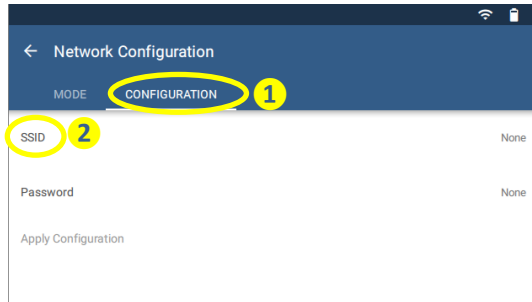 Network Configuration
MODE CONFIGURATION 1
SSID 2 None
Password None
Apply Configuration